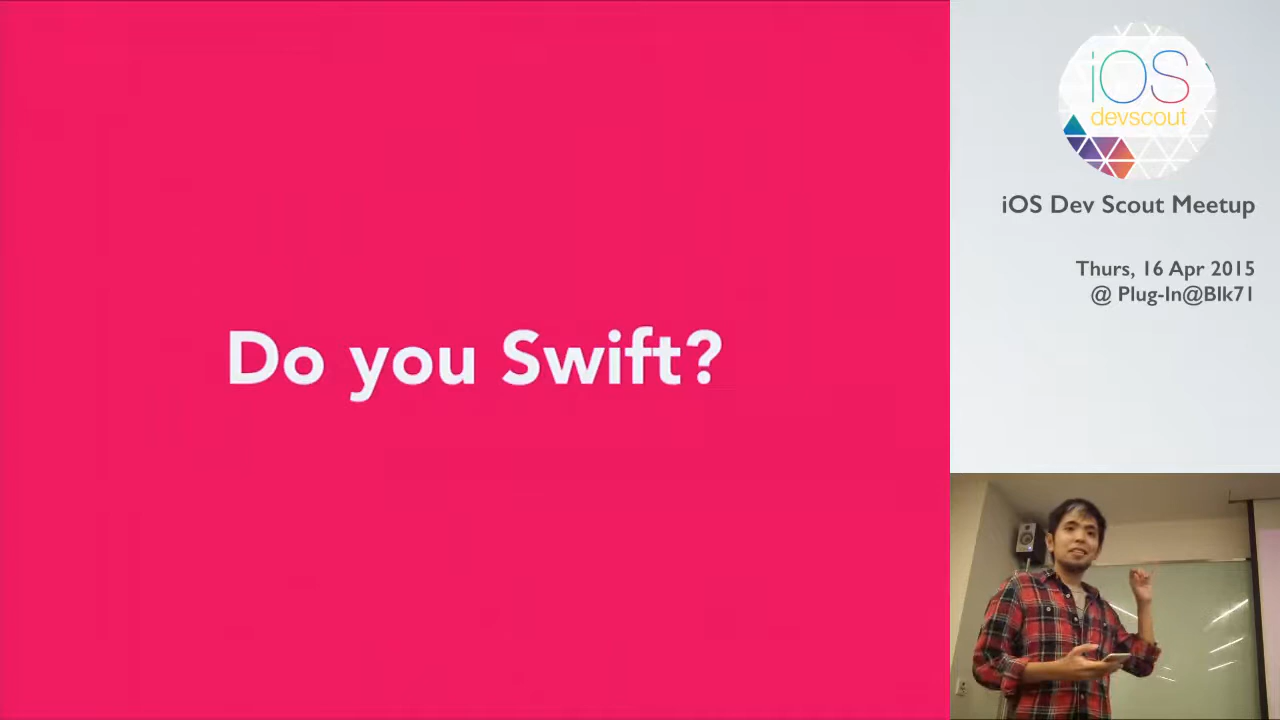 Do you Swift?
iOS
devscout
iOS Dev Scout Meetup
Thurs, 16 Apr 2015
@ Plug-In@Blk71